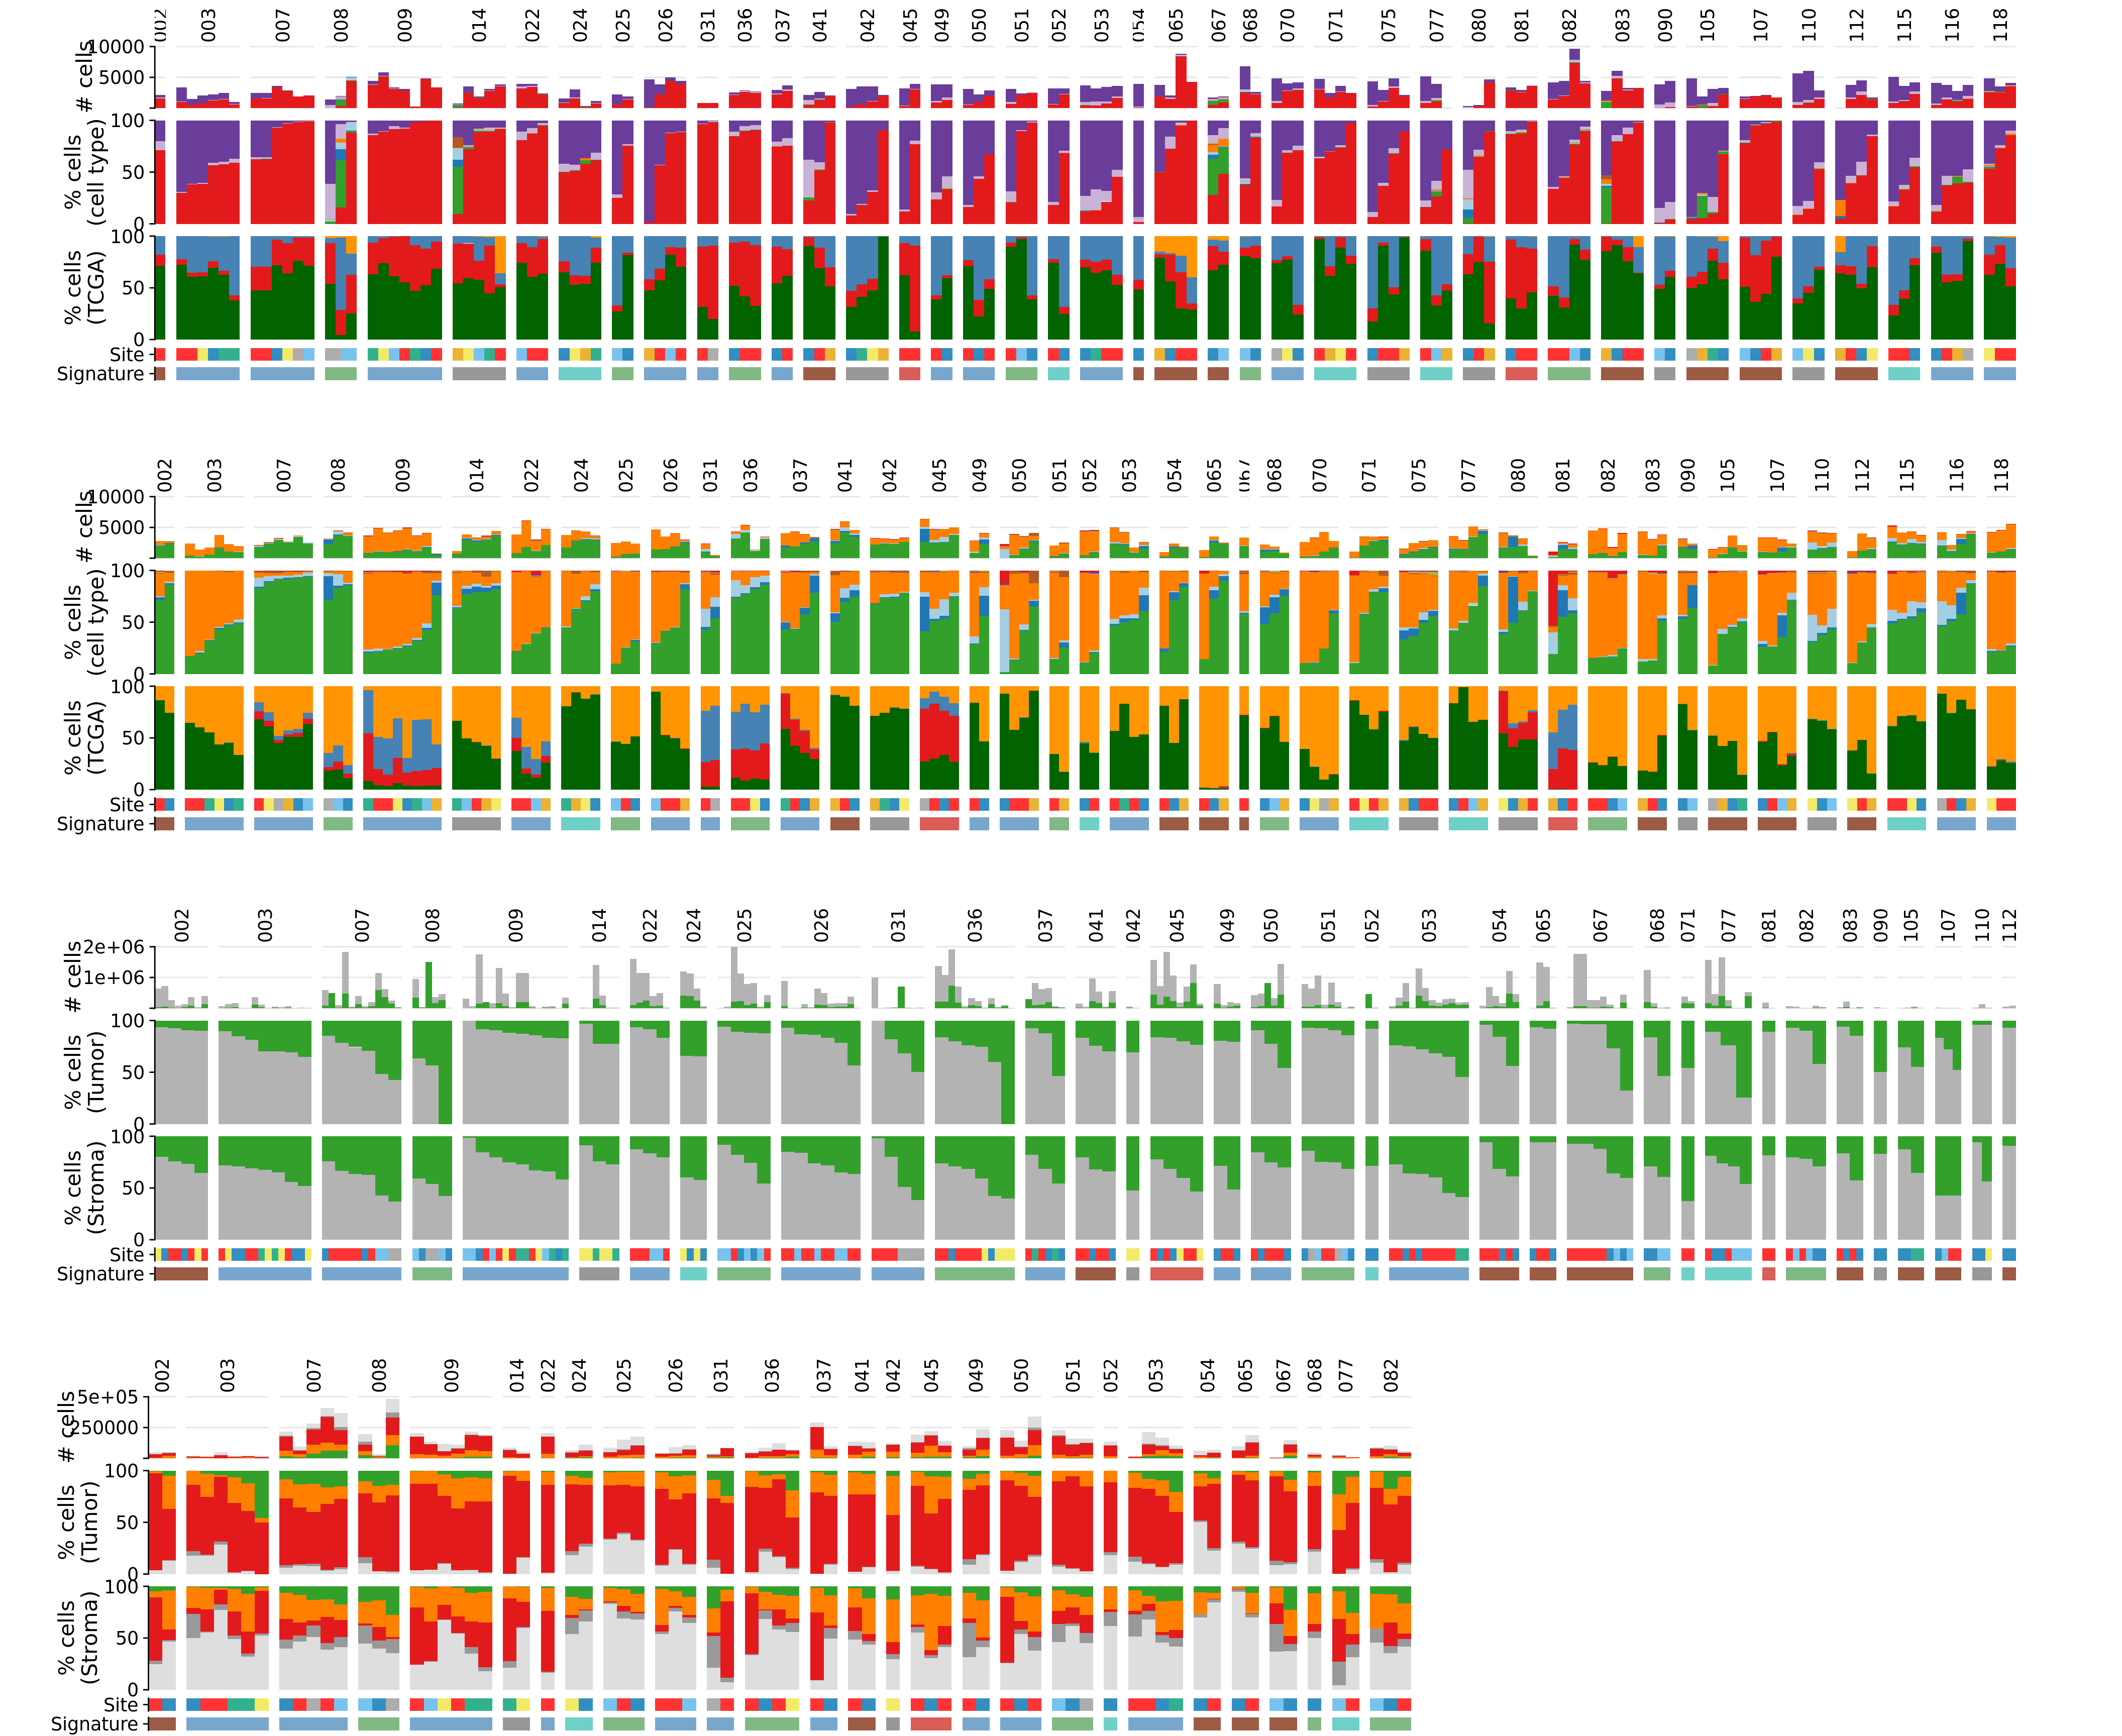 002 003 007 008 009 014 022 024 025 026 031 036 037 041 042 045 049 050 051 052 053 054 065 067 068 070 071 075 077 080 081 082 083 090 105 107 110 112 115 116 118
# cells
10000
5000
% cells
(cell type)
100
50
0
% cells
(TCGA)
100
50
0
Site
Signature
002 003 007 008 009 014 022 024 025 026 031 036 037 041 042 045 049 050 051 052 053 054 065 067 068 070 071 075 077 080 081 082 083 090 105 107 110 112 115 116 118
# cells
10000
5000
% cells
(cell type)
100
50
0
% cells
(TCGA)
100
50
0
Site
Signature
002 003 007 008 009 014 022 024 025 026 031 036 037 041 042 045 049 050 051 052 053 054 065 067 068 071 077 081 082 083 090 105 107 110 112
# cells
2e+06
1e+06
% cells
(Tumor)
100
50
0
% cells
(Stroma)
100
50
0
Site
Signature
002 003 007 008 009 014 022 024 025 026 031 036 037 041 042 045 049 050 051 052 053 054 065 067 068 077 082
# cells
5e+05
250000
% cells
(Tumor)
100
50
0
% cells
(Stroma)
100
50
0
Site
Signature